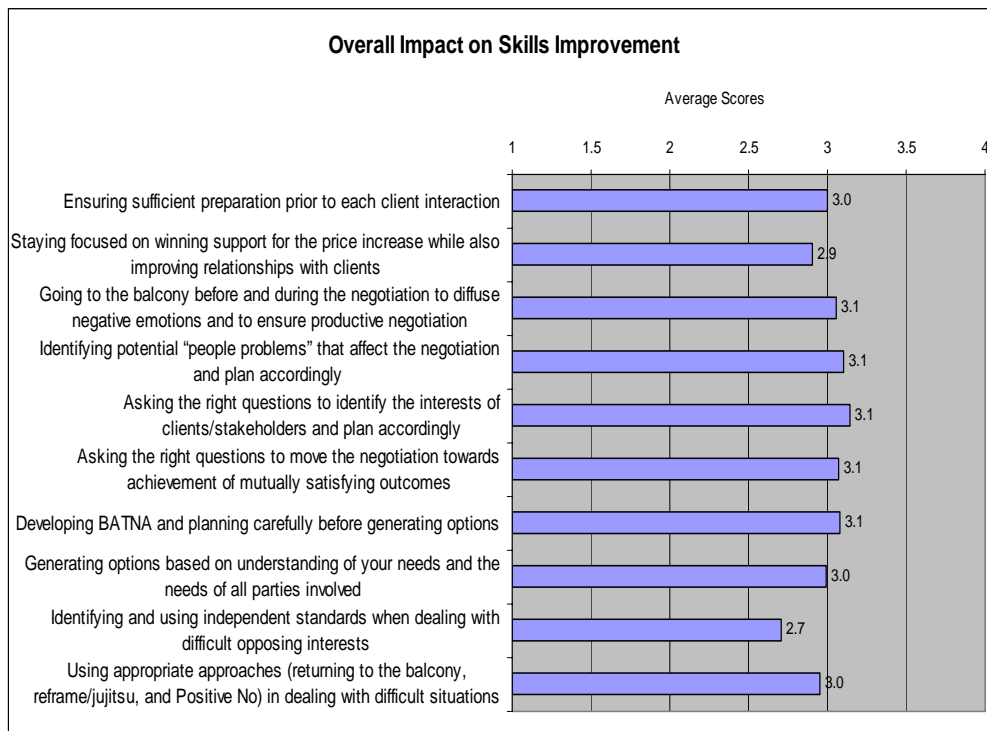 Overall Impact on Skills Improvement
Average Scores
1 1.5 2 2.5 3 3.5 4
Ensuring sufficient preparation prior to each client interaction 3.0
Staying focused on winning support for the price increase while also
improving relationships with clients 2.9
Going to the balcony before and during the negotiation to diffuse
negative emotions and to ensure productive negotiation 3.1
Identifying potential “people problems” that affect the negotiation
and plan accordingly 3.1
Asking the right questions to identify the interests of
clients/stakeholders and plan accordingly 3.1
Asking the right questions to move the negotiation towards
achievement of mutually satisfying outcomes 3.1
Developing BATNA and planning carefully before generating options 3.1
Generating options based on understanding of your needs and the
needs of all parties involved 3.0
Identifying and using independent standards when dealing with
difficult opposing interests 2.7
Using appropriate approaches (returning to the balcony,
reframe/jujitsu, and Positive No) in dealing with difficult situations 3.0